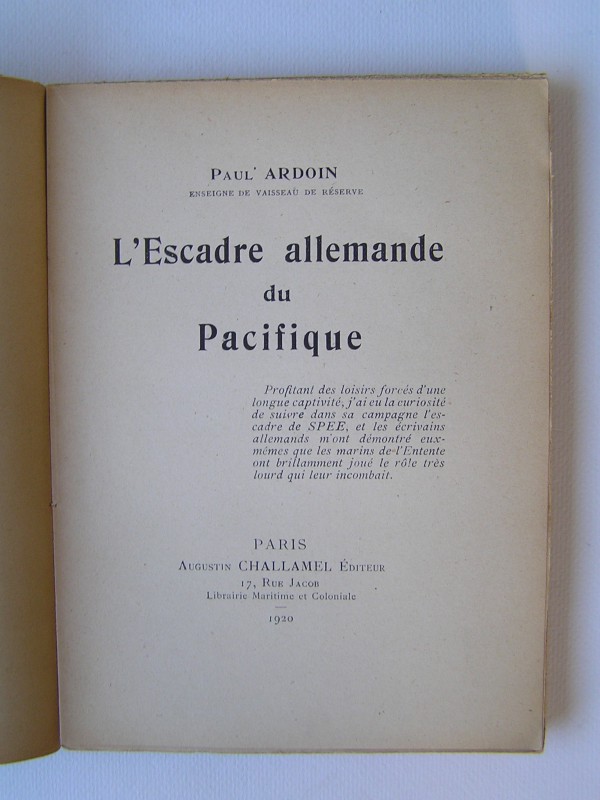 PAUL ARDOIN
ENSEIGNE DE VAISSEAU DE RÉSERVE
L'Escadre allemande
du
Pacifique
Profitant des loisirs forcés d'une
longue captivité, j'ai eu la curiosité
de suivre dans sa campagne l'es-
cadre de SPEE, et les écrivains
allemands m'ont démontré eux-
mêmes que les marins de l'Entente
ont brillamment joué le rôle très
lourd qui leur incombait.
PARIS
AUGUSTIN CHALLAMEL ÉDITEUR
17, RUE JACOB
Librairie Maritime et Coloniale
1920